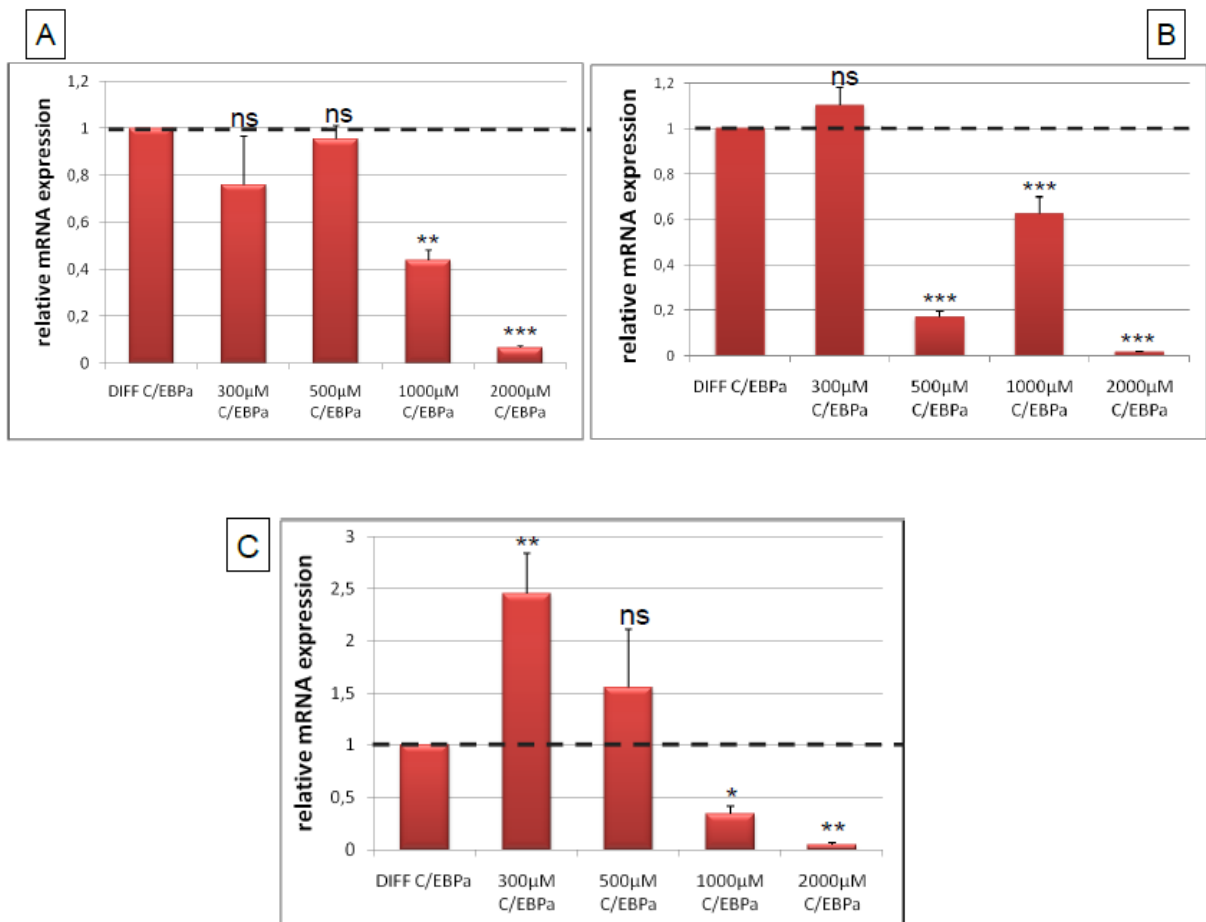 A
B
relative mRNA expression
1,2
1
0,8
0,6
0,4
0,2
0
ns
ns
**
***
DIFF C/EBPa
300µM C/EBPa
500µM C/EBPa
1000µM C/EBPa
2000µM C/EBPa
relative mRNA expression
1,2
1
0,8
0,6
0,4
0,2
0
ns
***
***
***
DIFF C/EBPa
300µM C/EBPa
500µM C/EBPa
1000µM C/EBPa
2000µM C/EBPa
C
relative mRNA expression
3
2,5
2
1,5
1
0,5
0
**
ns
*
**
DIFF C/EBPa
300µM C/EBPa
500µM C/EBPa
1000µM C/EBPa
2000µM C/EBPa